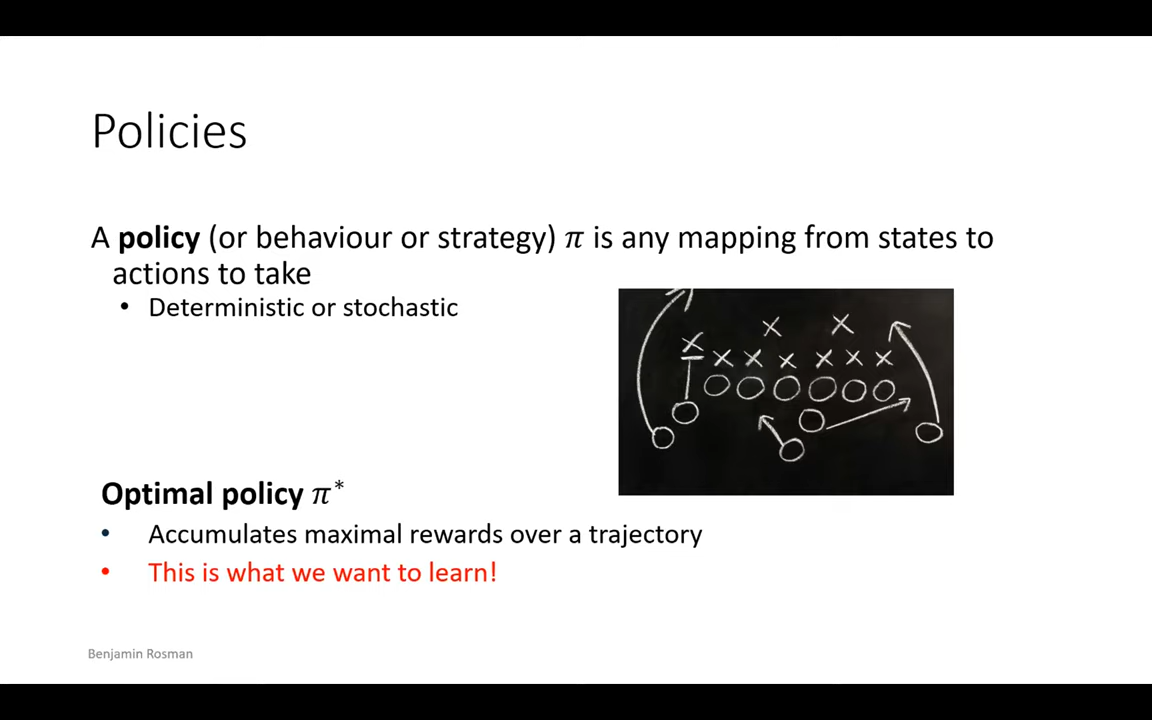 Policies
A policy (or behaviour or strategy) π is any mapping from states to
actions to take
• Deterministic or stochastic
Optimal policy π*
• Accumulates maximal rewards over a trajectory
• This is what we want to learn!
Benjamin Rosman